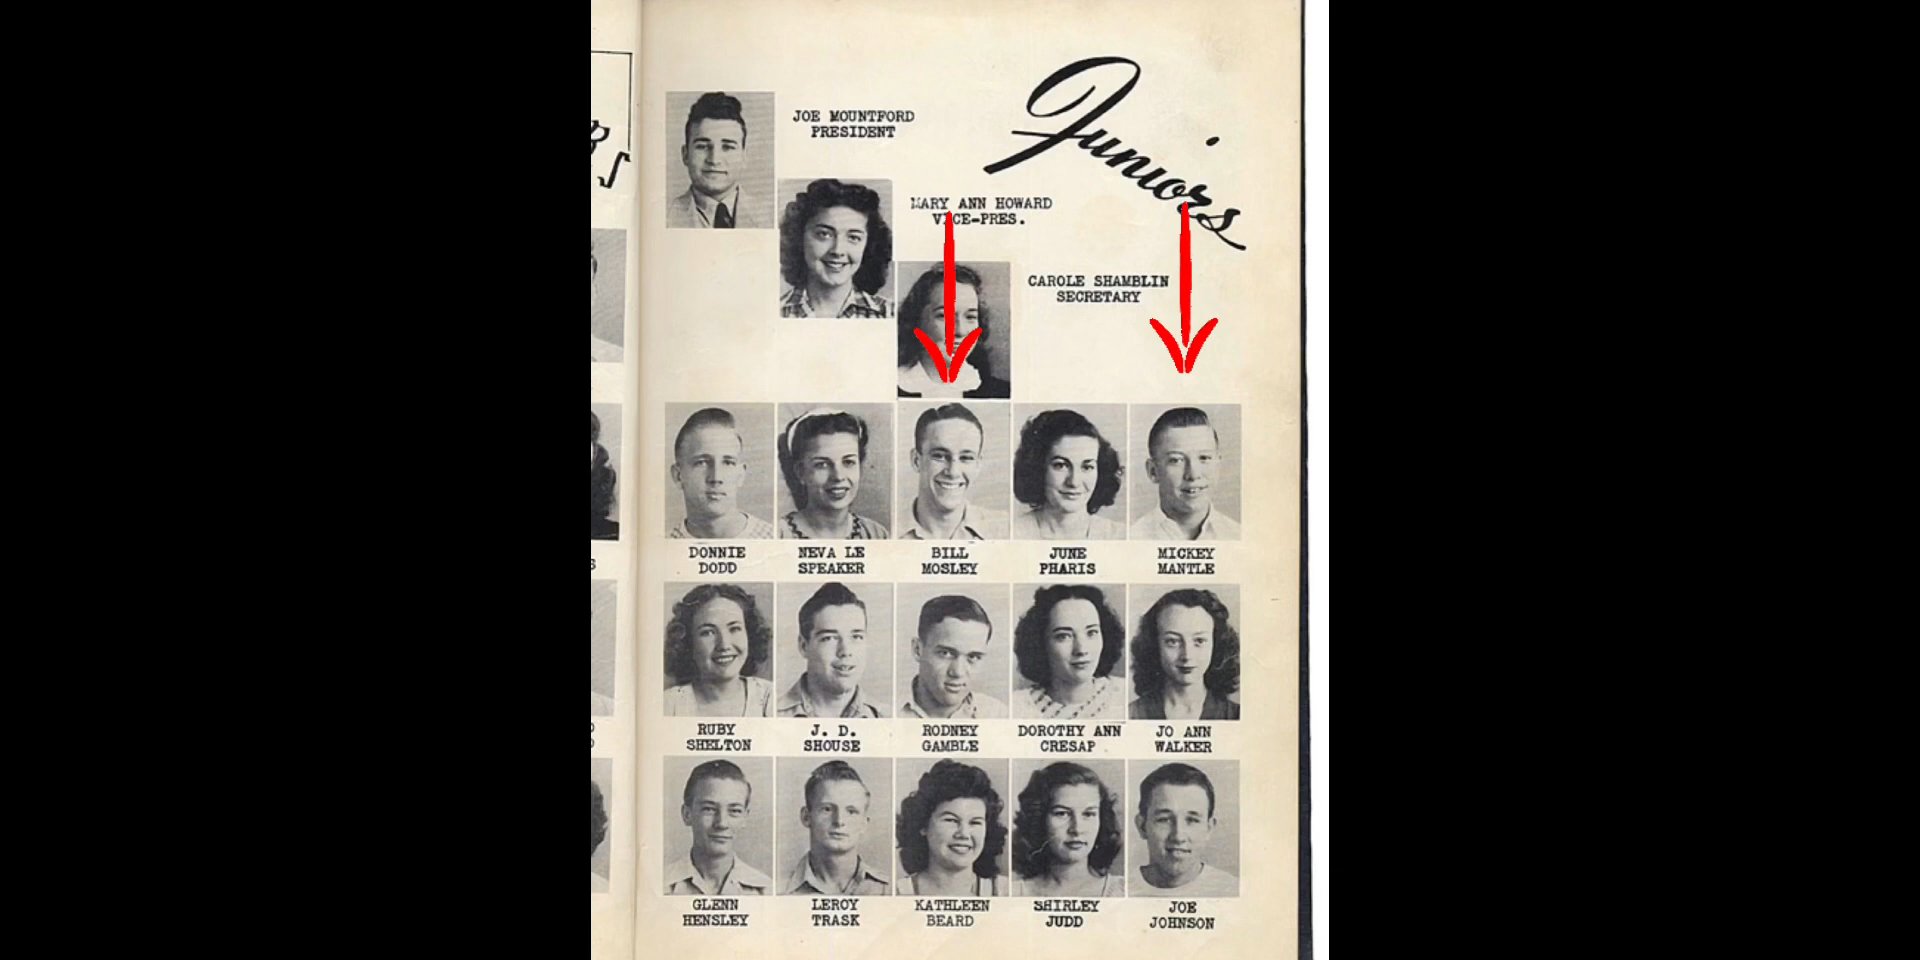 Juniors
JOE MOUNTFORD
PRESIDENT
MARY ANN HOWARD
VICE-PRES.
CAROLE SHAMBLIN
SECRETARY
DONNIE DODD
NEVA LE SPEAKER
BILL MOSLEY
JUNE PHARIS
MICKEY MANTLE
RUBY SHELTON
J. D. SHOUSE
RODNEY GAMBLE
DOROTHY ANN CRESAP
JO ANN WALKER
GLENN HENSLEY
LEROY TRASK
KATHLEEN BEARD
SHIRLEY JUDD
JOE JOHNSON